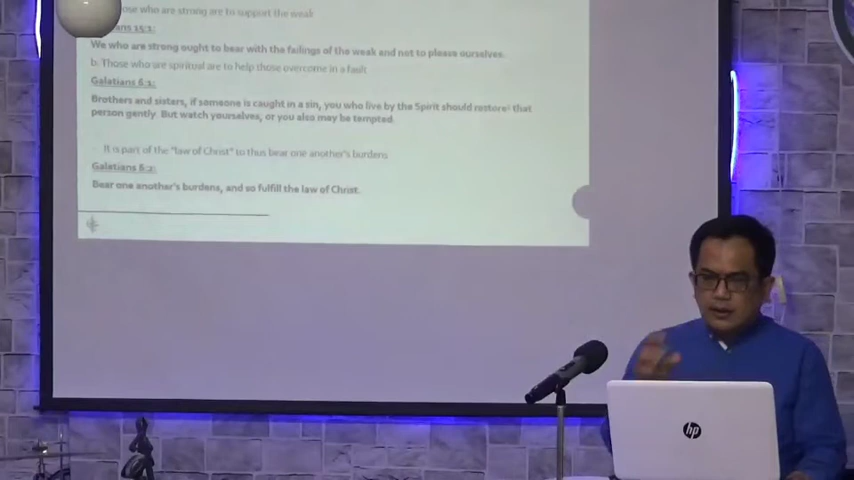 ose who are strong are to support the weak
ans 15:1:
We who are strong ought to bear with the failings of the weak and not to please ourselves.
b. Those who are spiritual are to help those overcome in a fault
Galatians 6:1:
Brothers and sisters, if someone is caught in a sin, you who live by the Spirit should restore that
person gently. But watch yourselves, or you also may be tempted.
It is part of the "law of Christ" to thus bear one another's burdens
Galatians 6:2:
Bear one another's burdens, and so fulfill the law of Christ.
hp